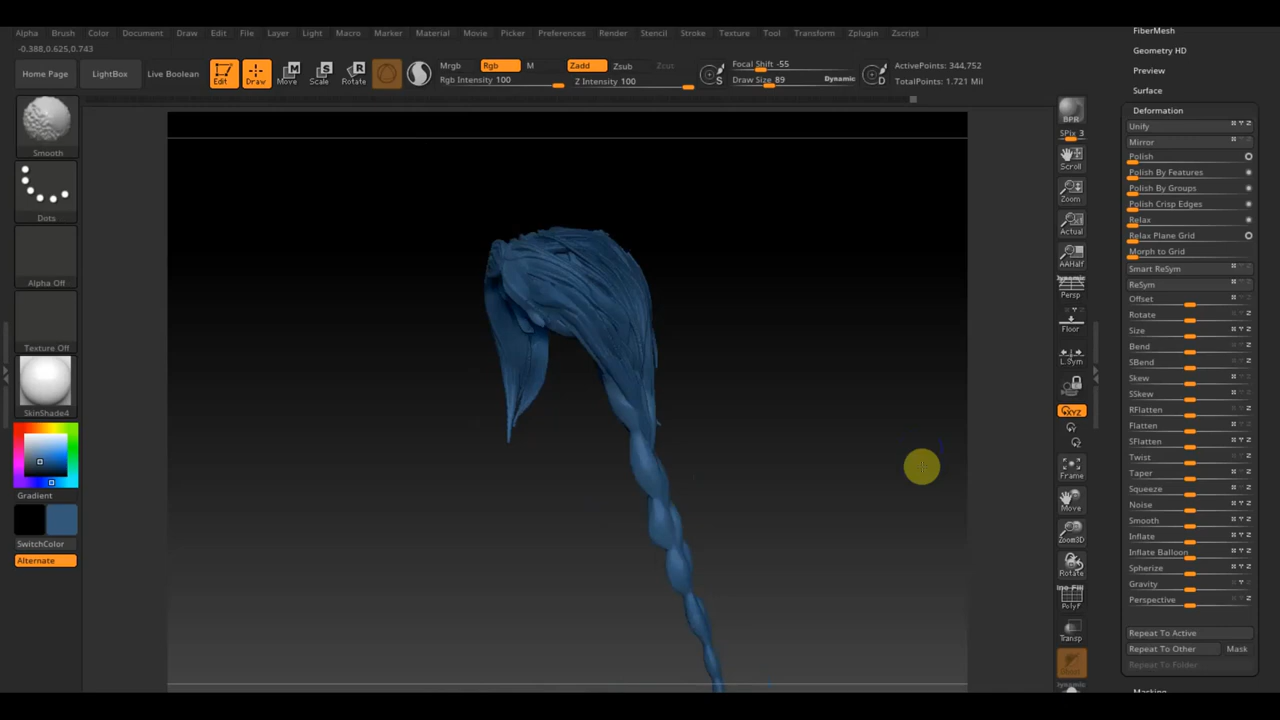 Alpha Brush Color Document Draw Edit File Layer Light Macro Marker Material Movie Picker Preferences Render Stencil Stroke Texture Tool Transform Zplugin Zscript
-0.388,0.625,0.743
Home Page LightBox Live Boolean Edit Draw Move Scale Rotate
Mrgb Rgb M
Rgb Intensity 100
Zadd Zsub Zcut
Z Intensity 100
S
Focal Shift -55
Draw Size 89 Dynamic
D
ActivePoints: 344,752
TotalPoints: 1.721 Mil
Smooth
Dots
Alpha Off
Texture Off
SkinShade4
Gradient
SwitchColor
Alternate
BPR
SPix 3
Scroll
Zoom
Actual
AAHalf
Dynamic
Persp
Floor
L.Sym
XYZ
Y
Z
Frame
Move
Zoom3D
Rotate
PolyF
Transp
Dynamic
FiberMesh
Geometry HD
Preview
Surface
Deformation
Unify
Mirror
Polish
Polish By Features
Polish By Groups
Polish Crisp Edges
Relax
Relax Plane Grid
Morph to Grid
Smart ReSym
ReSym
Offset
Rotate
Size
Bend
SBend
Skew
SSkew
RFlatten
Flatten
SFlatten
Twist
Taper
Squeeze
Noise
Smooth
Inflate
Inflate Balloon
Spherize
Gravity
Perspective
Repeat To Active
Repeat To Other Mask
Repeat To Folder
Masking